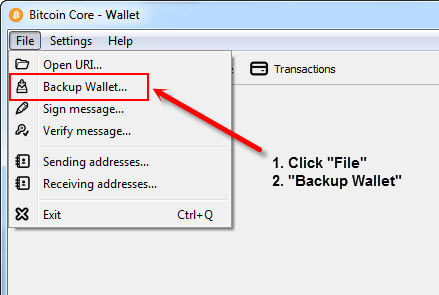 Bitcoin Core - Wallet
File Settings Help
Open URI...
Transactions
Backup Wallet...
Sign message...
Verify message...
Sending addresses...
Receiving addresses...
Exit Ctrl+Q
1. Click "File"
2. "Backup Wallet"